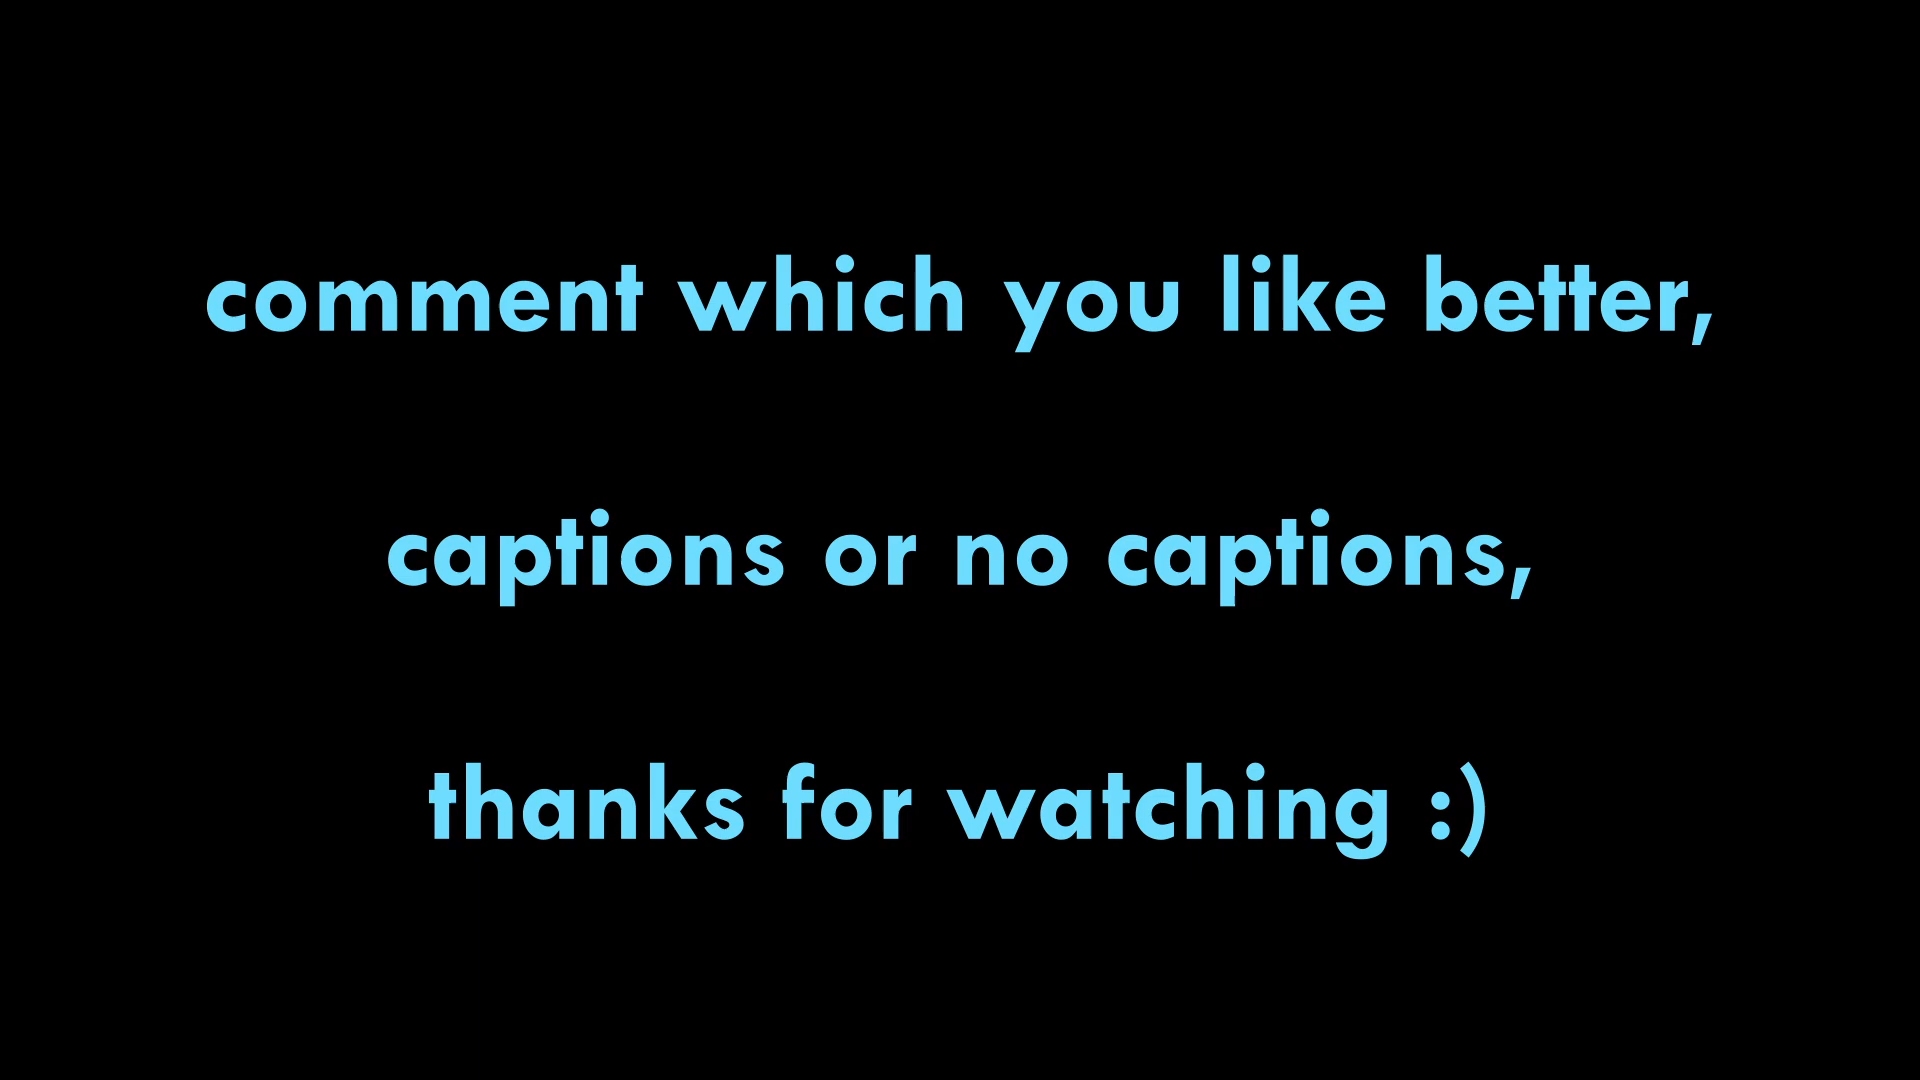 comment which you like better,
captions or no captions,
thanks for watching :)